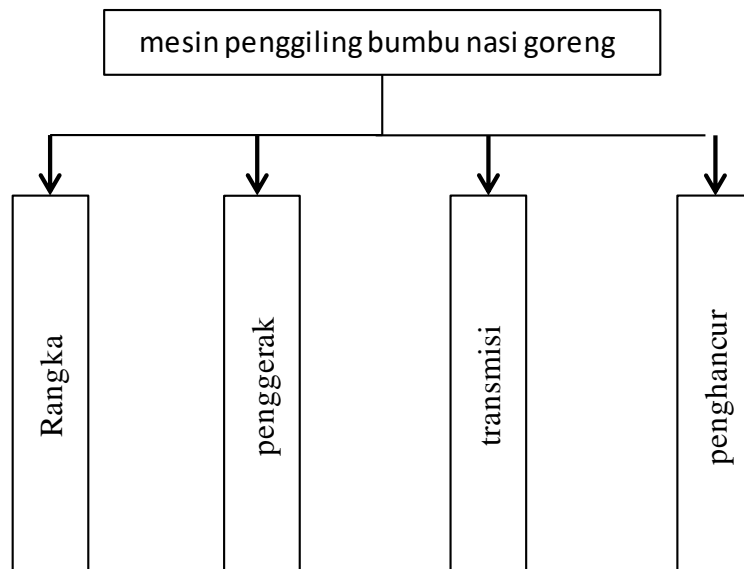 mesin penggiling bumbu nasi goreng
Rangka
penggerak
transmisi
penghancur